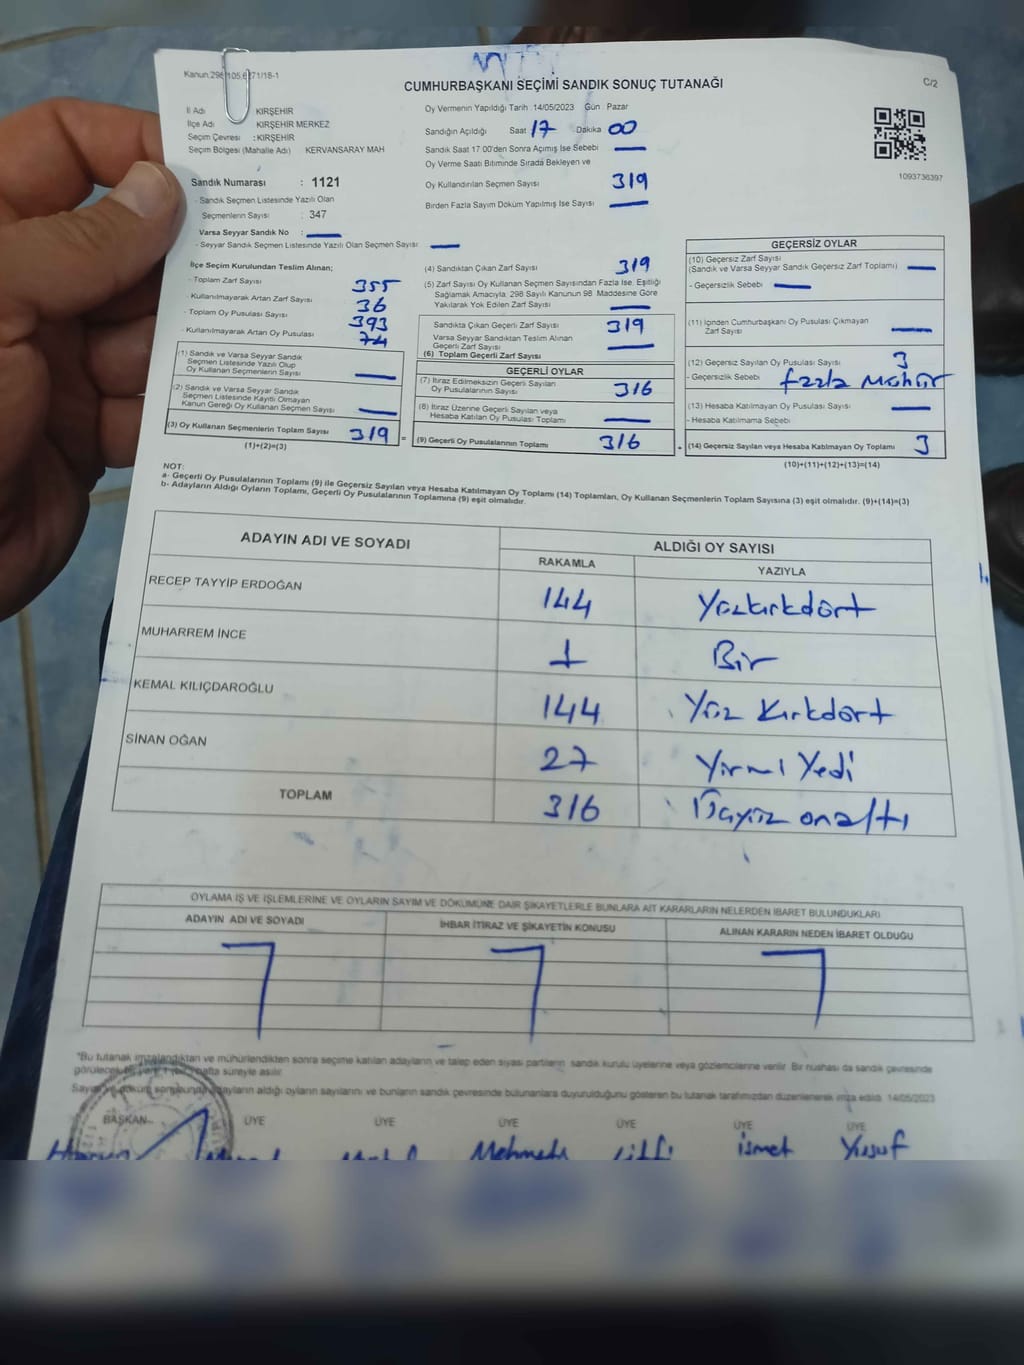 Kanun.298/105,6271/18-1
CUMHURBAŞKANI SEÇİMİ SANDIK SONUÇ TUTANAĞI
C/2
İl Adı KIRŞEHİR
İlçe Adı KIRŞEHİR MERKEZ
Seçim Çevresi : KIRŞEHİR
Seçim Bölgesi (Mahalle Adı) KERVANSARAY MAH
Sandık Numarası : 1121
- Sandık Seçmen Listesinde Yazılı Olan
Seçmenlerin Sayısı : 347
Varsa Seyyar Sandık No :
- Seyyar Sandık Seçmen Listesinde Yazılı Olan Seçmen Sayısı
Oy Vermenin Yapıldığı Tarih 14/05/2023 Gün Pazar
Sandığın Açıldığı Saat 17 Dakika 00
Sandık Saat 17.00'den Sonra Açımış İse Sebebi
Oy Verme Saati Bitiminde Sırada Bekleyen ve
Oy Kullandırılan Seçmen Sayısı 319
Birden Fazla Sayım Döküm Yapılmış İse Sayısı
1093736397
İlçe Seçim Kurulundan Teslim Alınan;
- Toplam Zarf Sayısı 355
- Kullanılmayarak Artan Zarf Sayısı 36
- Toplam Oy Pusulası Sayısı 393
- Kullanılmayarak Artan Oy Pusulası 74
(1) Sandık ve Varsa Seyyar Sandık
Seçmen Listesinde Yazılı Olup
Oy Kullanan Seçmenlerin Sayısı
(2) Sandık ve Varsa Seyyar Sandık
Seçmen Listesinde Kayıtlı Olmayan
Kanun Gereği Oy Kullanan Seçmen Sayısı
(3) Oy Kullanan Seçmenlerin Toplam Sayısı 319 =
(1)+(2)=(3)
(4) Sandıktan Çıkan Zarf Sayısı 319
(5) Zarf Sayısı Oy Kullanan Seçmen Sayısından Fazla İse, Eşitliği
Sağlamak Amacıyla, 298 Sayılı Kanunun 98. Maddesine Göre
Yakılarak Yok Edilen Zarf Sayısı
Sandıkta Çıkan Geçerli Zarf Sayısı 319
Varsa Seyyar Sandıktan Teslim Alınan
Geçerli Zarf Sayısı
(6) Toplam Geçerli Zarf Sayısı
GEÇERLİ OYLAR
(7) İtiraz Edilmeksizin Geçerli Sayılan
Oy Pusulalarının Sayısı 316
(8) İtiraz Üzerine Geçerli Sayılan veya
Hesaba Katılan Oy Pusulası Toplamı
(9) Geçerli Oy Pusulalarının Toplamı 316 +
GEÇERSİZ OYLAR
(10) Geçersiz Zarf Sayısı
(Sandık ve Varsa Seyyar Sandık Geçersiz Zarf Toplamı)
- Geçersizlik Sebebi
(11) İçinden Cumhurbaşkanı Oy Pusulası Çıkmayan
Zarf Sayısı
(12) Geçersiz Sayılan Oy Pusulası Sayısı 3
- Geçersizlik Sebebi fazla Mühür
(13) Hesaba Katılmayan Oy Pusulası Sayısı
- Hesaba Katılmama Sebebi
(14) Geçersiz Sayılan veya Hesaba Katılmayan Oy Toplamı 3
(10)+(11)+(12)+(13)=(14)
NOT:
a- Geçerli Oy Pusulaları Toplamı (9) ile Geçersiz Sayılan veya Hesaba Katılmayan Oy Toplamı (14) Toplamları, Oy Kullanan Seçmenlerin Toplam Sayısına (3) eşit olmalıdır. (9)+(14)=(3)
b- Adayların Aldığı Oyların Toplamı, Geçerli Oy Pusulalarının Toplamına (9) eşit olmalıdır.
ADAYIN ADI VE SOYADI ALDIĞI OY SAYISI
RAKAMLA YAZIYLA
RECEP TAYYİP ERDOĞAN 144 Yüzkırkdört
MUHARREM İNCE 1 Bir
KEMAL KILIÇDAROĞLU 144 Yüz Kırkdört
SİNAN OĞAN 27 Yirmi Yedi
TOPLAM 316 Üçyüz onaltı
OYLAMA İŞ VE İŞLEMLERİNE VE OYLARIN SAYIM VE DÖKÜMÜNE DAİR ŞİKAYETLERLE BUNLARA AİT KARARLARIN NELERDEN İBARET BULUNDUKLARI
ADAYIN ADI VE SOYADI İHBAR İTİRAZ VE ŞİKAYETİN KONUSU ALINAN KARARIN NEDEN İBARET OLDUĞU
"Bu tutanak imzalandıktan ve mühürlendikten sonra seçime katılan adayların ve talep eden siyasi partilerin sandık kurulu üyelerine veya gözlemcilerine verilir. Bir nüshası da sandık çevresinde
hafta süreyle asılır.
adayların aldığı oyların sayılarını ve bunların sandık çevresinde bulunanlara duyurulduğunu gösteren bu tutanak tarafımızdan düzenlenerek imza edildi. 14/05/2023
BAŞKAN ÜYE ÜYE ÜYE ÜYE ÜYE ÜYE
Mehmet ismet Yusuf